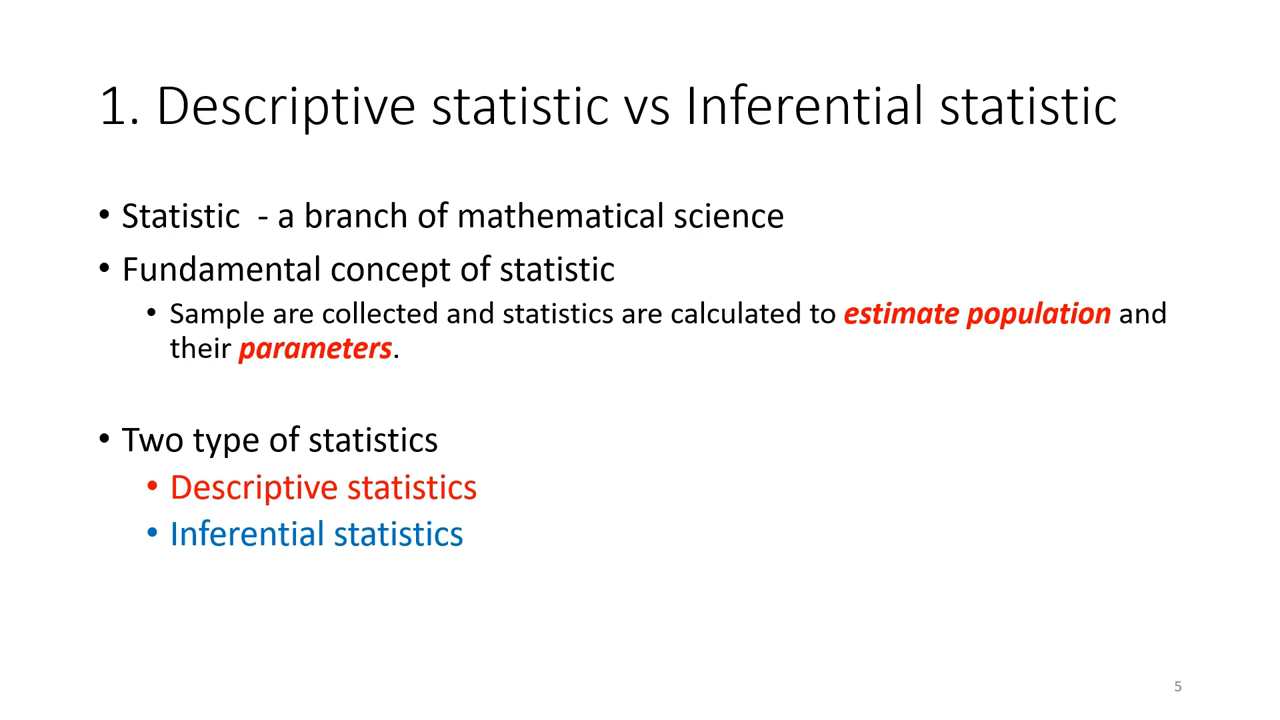 1. Descriptive statistic vs Inferential statistic
• Statistic  - a branch of mathematical science
• Fundamental concept of statistic
• Sample are collected and statistics are calculated to estimate population and
their parameters.
• Two type of statistics
• Descriptive statistics
• Inferential statistics
5